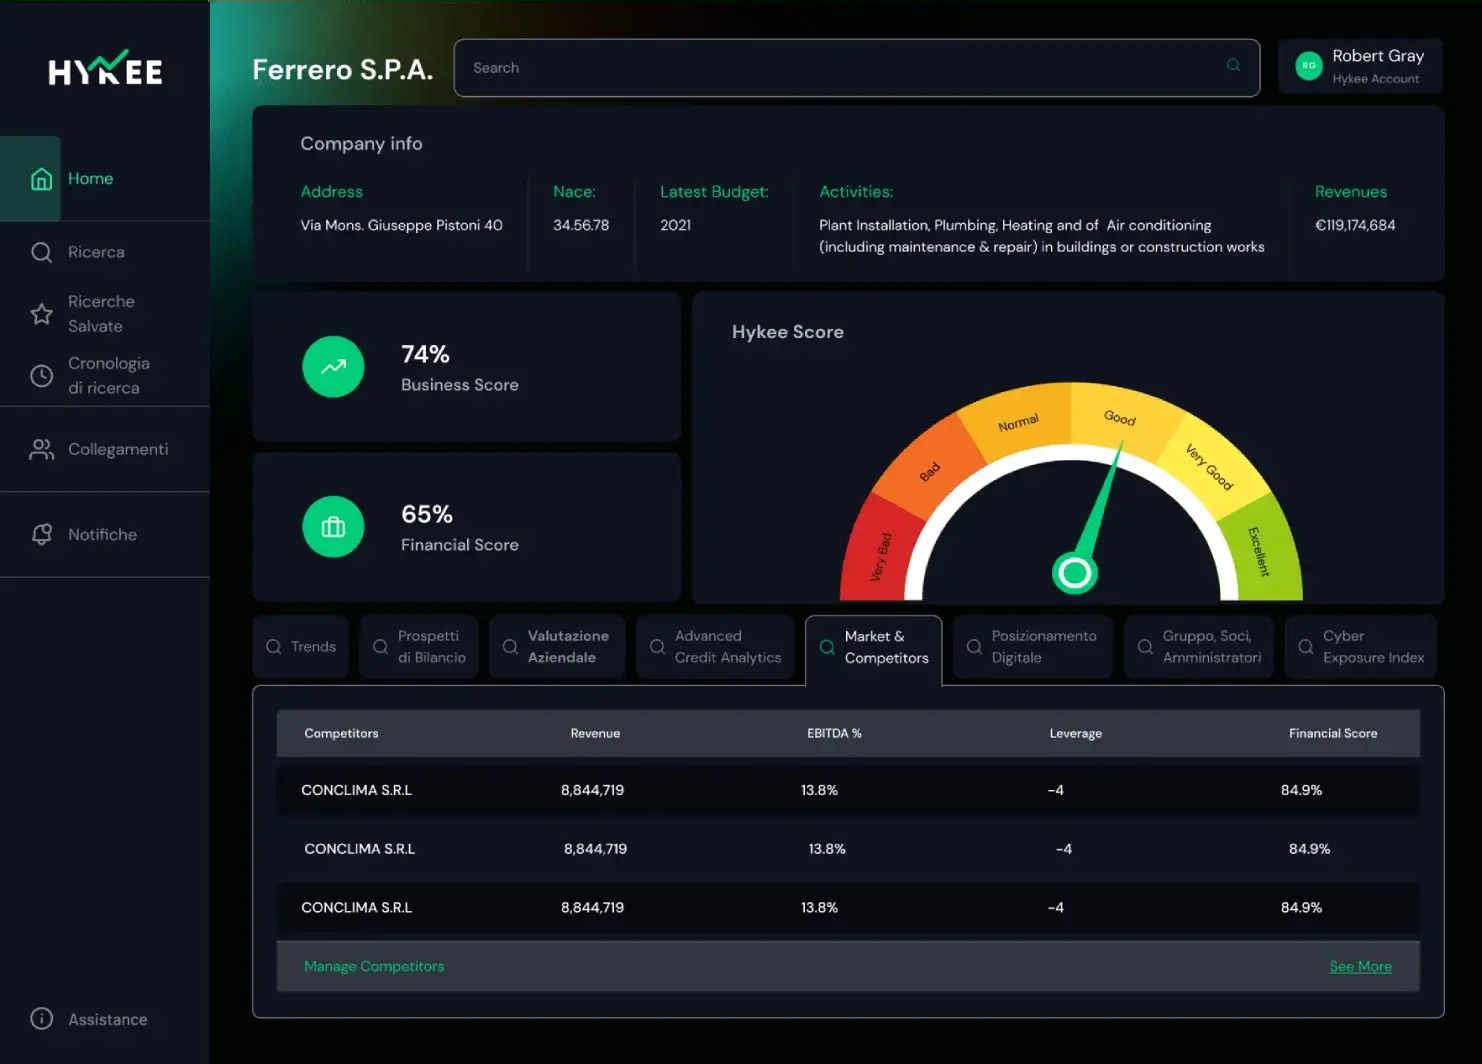 HYKEE
Ferrero S.P.A.
Search
RG
Robert Gray
Hykee Account
Home
Ricerca
Ricerche
Salvate
Cronologia
di ricerca
Collegamenti
Notifiche
Assistance
Company info
Address
Via Mons. Giuseppe Pistoni 40
Nace:
34.56.78
Latest Budget:
2021
Activities:
Plant Installation, Plumbing, Heating and of Air conditioning
(including maintenance & repair) in buildings or construction works
Revenues
€119,174,684
74%
Business Score
65%
Financial Score
Hykee Score
Very Bad
Bad
Normal
Good
Very Good
Excellent
Trends
Prospetti
di Bilancio
Valutazione
Aziendale
Advanced
Credit Analytics
Market &
Competitors
Posizionamento
Digitale
Gruppo, Soci,
Amministratori
Cyber
Exposure Index
Competitors Revenue EBITDA % Leverage Financial Score
CONCLIMA S.R.L 8,844,719 13.8% -4 84.9%
CONCLIMA S.R.L 8,844,719 13.8% -4 84.9%
CONCLIMA S.R.L 8,844,719 13.8% -4 84.9%
Manage Competitors See More